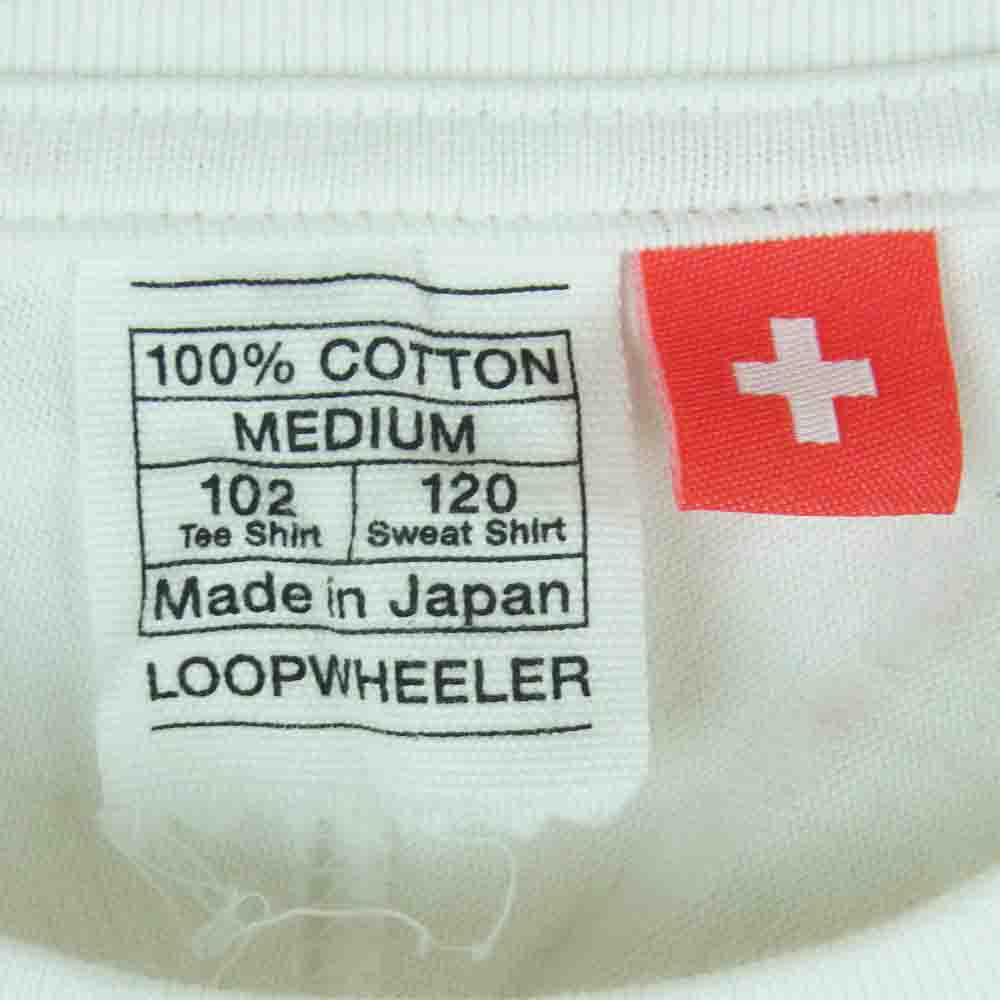 100% COTTON
MEDIUM
102 120
Tee Shirt Sweat Shirt
Made in Japan
LOOPWHEELER